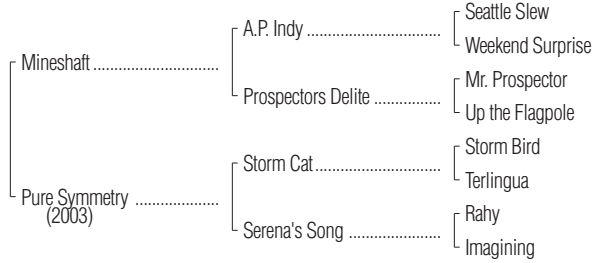 Seattle Slew
A.P. Indy
Weekend Surprise
Mineshaft
Mr. Prospector
Prospectors Delite
Up the Flagpole
Storm Bird
Storm Cat
Terlingua
Pure Symmetry
(2003)
Rahy
Serena's Song
Imagining